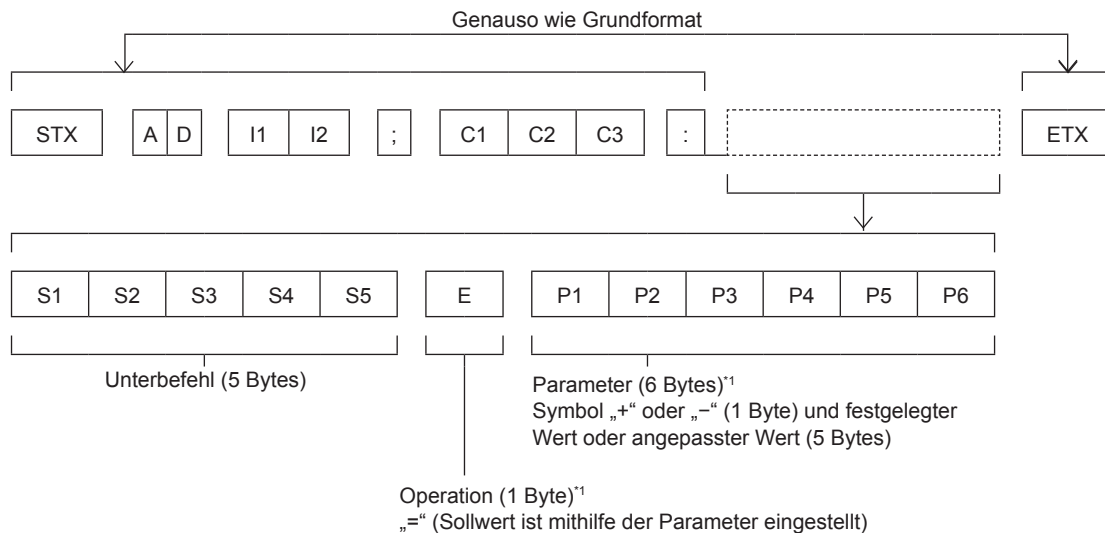 Genauso wie Grundformat
STX A D I1 I2 ; C1 C2 C3 : ETX
S1 S2 S3 S4 S5 E P1 P2 P3 P4 P5 P6
Unterbefehl (5 Bytes)
Parameter (6 Bytes)*1
Symbol „+“ oder „−“ (1 Byte) und festgelegter
Wert oder angepasster Wert (5 Bytes)
Operation (1 Byte)*1
„=“ (Sollwert ist mithilfe der Parameter eingestellt)